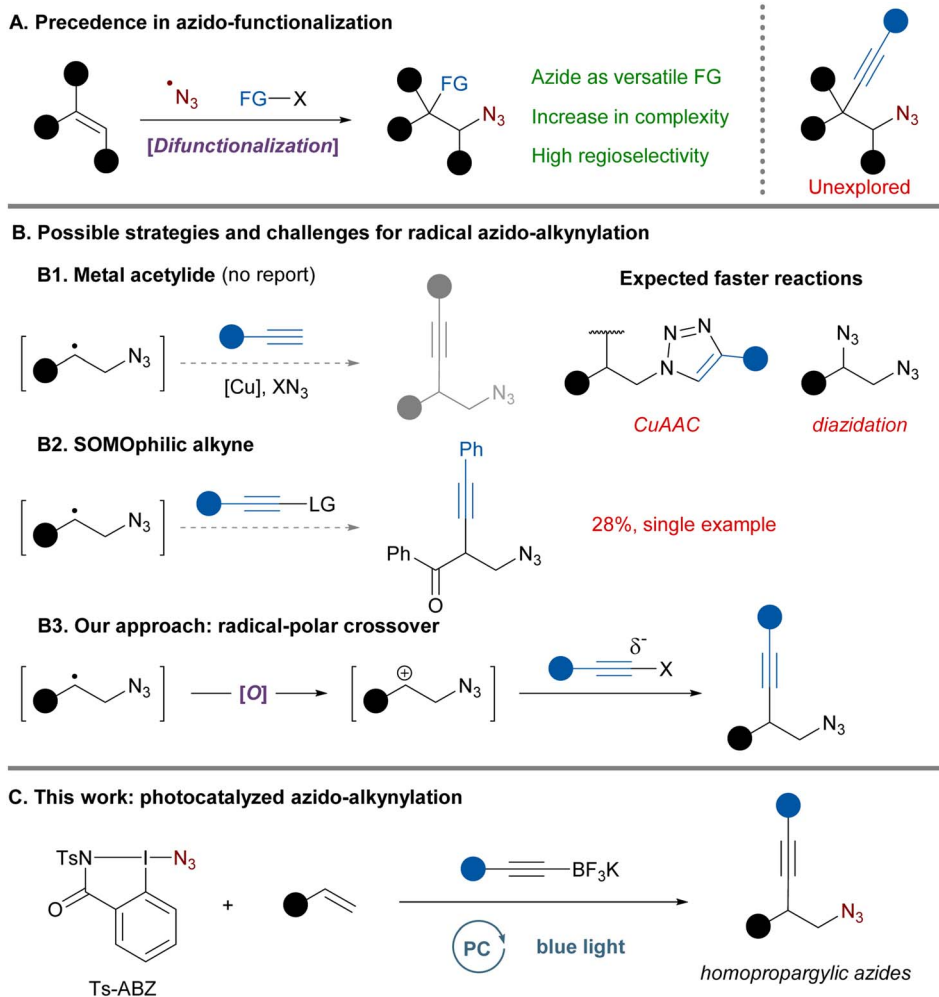 A. Precedence in azido-functionalization
•N3 FG—X
[Difunctionalization]
FG
N3
Azide as versatile FG
Increase in complexity
High regioselectivity
N3
Unexplored
B. Possible strategies and challenges for radical azido-alkynylation
B1. Metal acetylide (no report)
Expected faster reactions
N3
[Cu], XN3
N3
N N
N
CuAAC
N3
N3
diazidation
B2. SOMOphilic alkyne
N3
LG
Ph
Ph
O
N3
28%, single example
B3. Our approach: radical-polar crossover
N3
[O]
⊕
N3
δ-
X
N3
C. This work: photocatalyzed azido-alkynylation
TsN I N3
O
Ts-ABZ
+
BF3K
PC
blue light
N3
homopropargylic azides